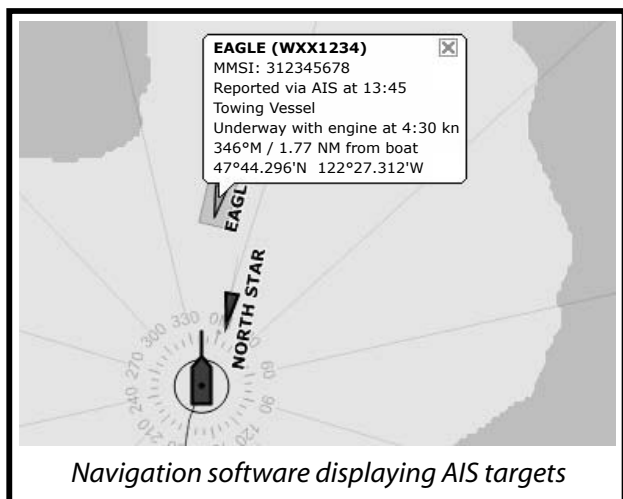 EAGLE (WXX1234)
MMSI: 312345678
Reported via AIS at 13:45
Towing Vessel
Underway with engine at 4:30 kn
346°M / 1.77 NM from boat
47°44.296'N 122°27.312'W
EAGLE
NORTH STAR
270
300
330
60
90
120
210
240
Navigation software displaying AIS targets